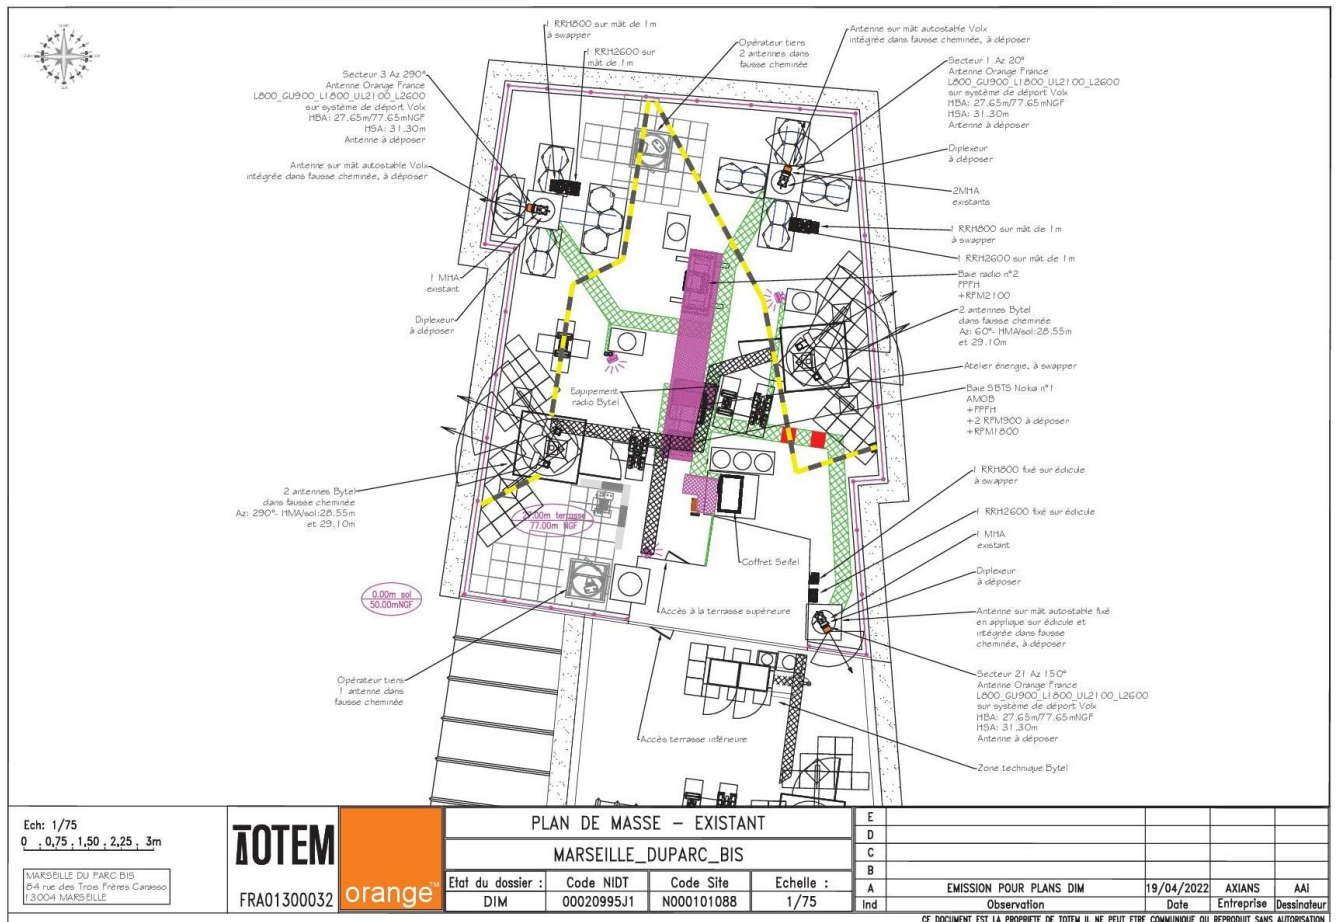 1 RRH800 sur mât de 1m
à swapper
1 RRH2600 sur
mât de 1m
Opérateur tiers
2 antennes dans
fausse cheminée
Antenne sur mât autostable Volx
intégrée dans fausse cheminée, à déposer
Secteur 3 Az 290°
Antenne Orange France
L800_GU900_L1800_UL2100_L2600
sur système de déport Volx
HBA: 27.65m/77.65mNGF
HSA: 31.30m
Antenne à déposer
Antenne sur mât autostable Volx
intégrée dans fausse cheminée, à déposer
Secteur 1 Az 20°
Antenne Orange France
L800_GU900_L1800_UL2100_L2600
sur système de déport Volx
HBA: 27.65m/77.65mNGF
HSA: 31.30m
Antenne à déposer
Diplexeur
à déposer
2MHA
existants
1 RRH800 sur mât de 1m
à swapper
1 RRH2600 sur mât de 1m
Baie radio n°2
FPFH
+RFM2100
2 antennes Bytel
dans fausse cheminée
Az: 60°- HMA/sol:28.55m
et 29.10m
Atelier énergie, à swapper
Baie SBTS Nokia n°1
AMOB
+FPFH
+2 RFM900 à déposer
+RFM1800
1 MHA
existant
Diplexeur
à déposer
Equipement
radio Bytel
2 antennes Bytel
dans fausse cheminée
Az: 290°- HMA/sol:28.55m
et 29.10m
terrasse
77.00m NGF
0.00m sol
50.00mNGF
Coffret Seifel
1 RRH800 fixé sur édicule
à swapper
1 RRH2600 fixé sur édicule
1 MHA
existant
Diplexeur
à déposer
Antenne sur mât autostable fixé
en applique sur édicule et
intégrée dans fausse
cheminée, à déposer
Accès à la terrasse supérieure
Opérateur tiers
1 antenne dans
fausse cheminée
Accès terrasse inférieure
Secteur 21 Az 150°
Antenne Orange France
L800_GU900_L1800_UL2100_L2600
sur système de déport Volx
HBA: 27.65m/77.65mNGF
HSA: 31.30m
Antenne à déposer
Zone technique Bytel
Ech: 1/75
0 0,75 1,50 2,25 3m
MARSEILLE DU PARC BIS
84 rue des Trois Frères Carasso
13004 MARSEILLE
TOTEM
FRA01300032
orange™
PLAN DE MASSE – EXISTANT
MARSEILLE_DUPARC_BIS
Etat du dossier : Code NIDT Code Site Echelle :
DIM 00020995J1 N000101088 1/75
E
D
C
B
A EMISSION POUR PLANS DIM 19/04/2022 AXIANS AAI
Ind Observation Date Entreprise Dessinateur
CE DOCUMENT EST LA PROPRIETE DE TOTEM IL NE PEUT ETRE COMMUNIQUE OU REPRODUIT SANS AUTORISATION